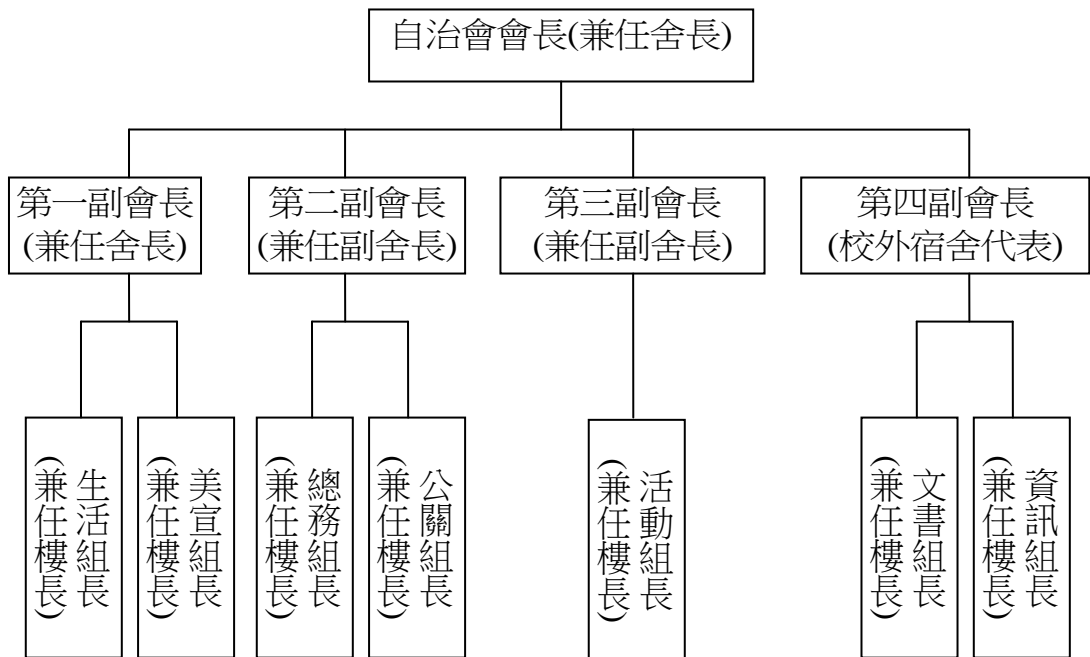 自治會會長(兼任舍長)
第一副會長
(兼任舍長)
第二副會長
(兼任副舍長)
第三副會長
(兼任副舍長)
第四副會長
(校外宿舍代表)
生活組長
(兼任樓長)
美宣組長
(兼任樓長)
總務組長
(兼任樓長)
公關組長
(兼任樓長)
活動組長
(兼任樓長)
文書組長
(兼任樓長)
資訊組長
(兼任樓長)